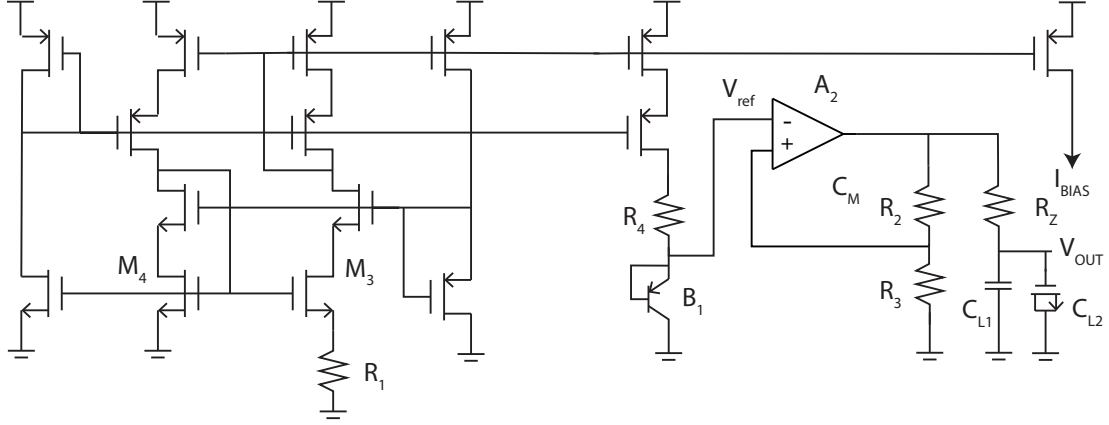 V_ref
A_2
-
+
C_M
R_2
R_Z
I_BIAS
R_4
V_OUT
M_4
M_3
B_1
R_3
C_L1
C_L2
R_1